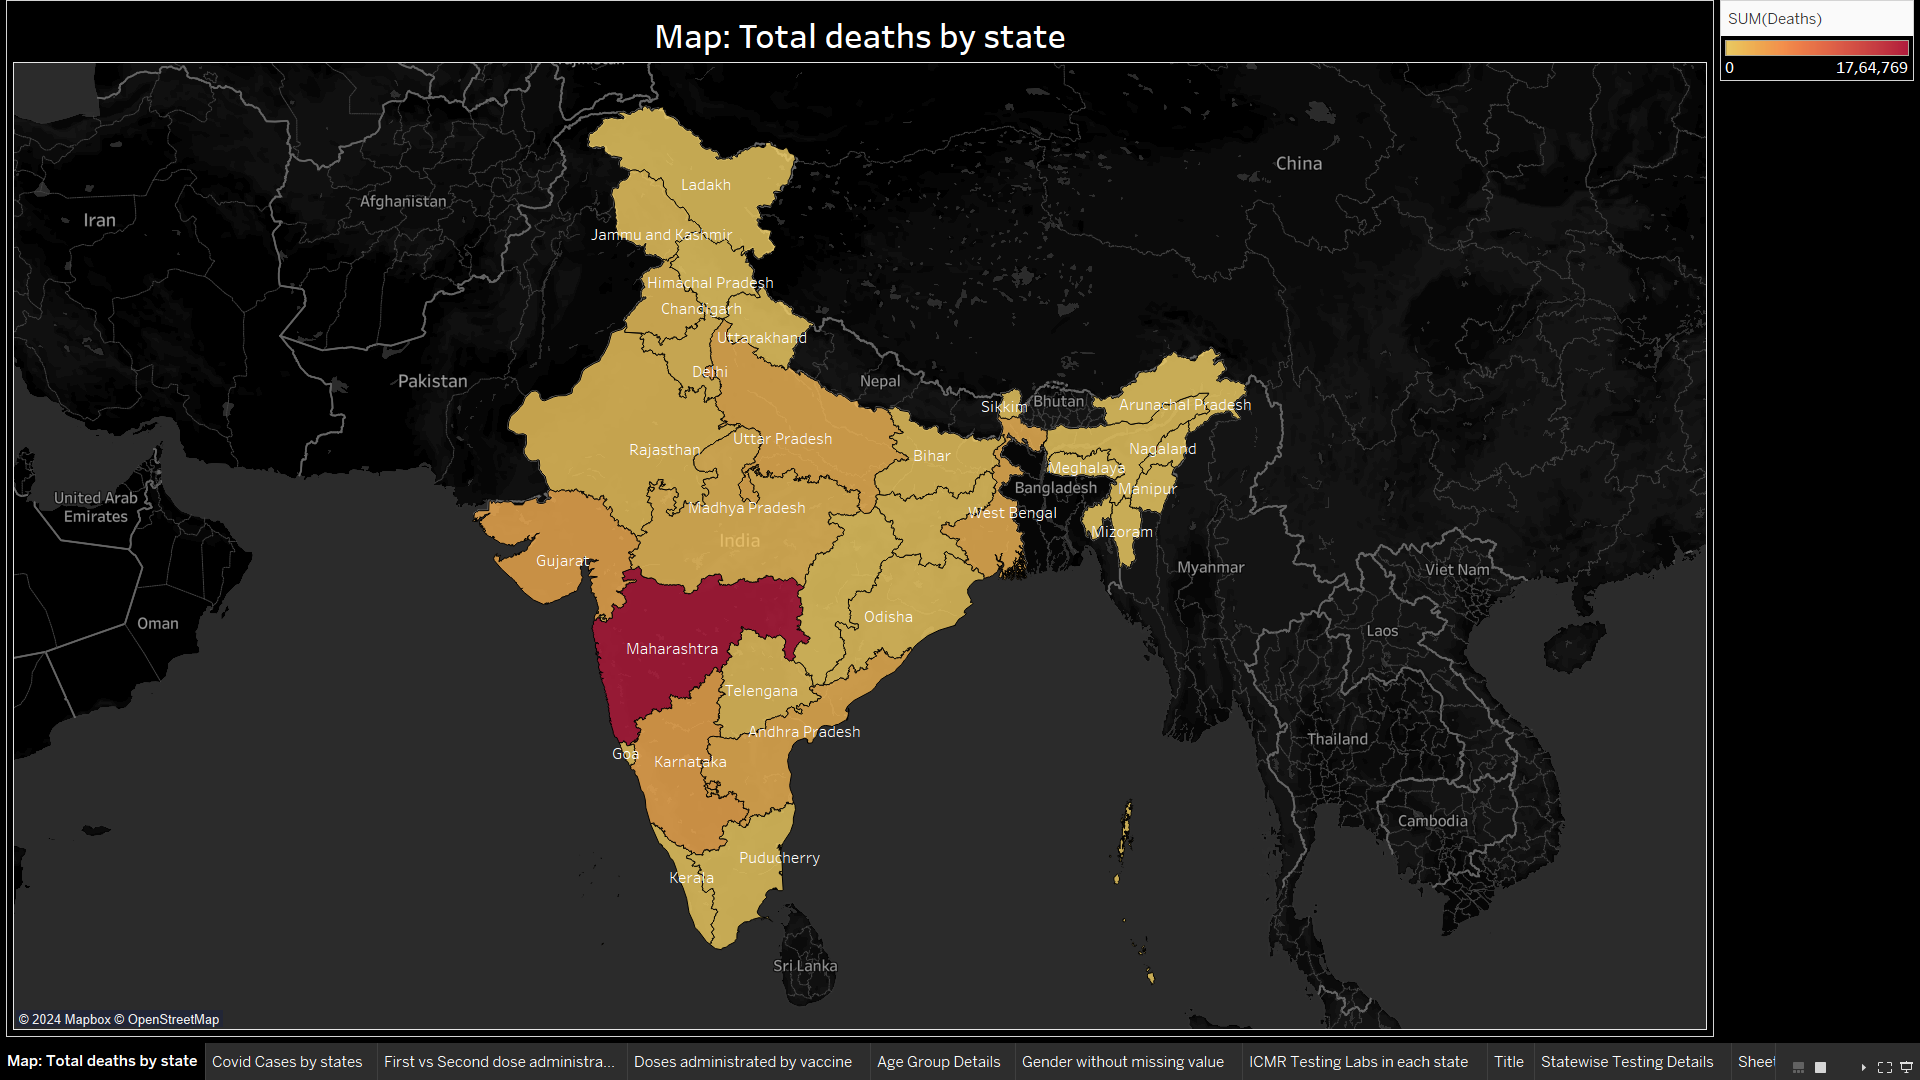 Map: Total deaths by state
SUM(Deaths)
0
17,64,769
China
Ladakh
Afghanistan
Iran
Jammu and Kashmir
Himachal Pradesh
Chandigarh
Uttarakhand
Delhi
Pakistan
Nepal
Sikkim
Bhutan
Arunachal Pradesh
Uttar Pradesh
Rajasthan
Bihar
Nagaland
Meghalaya
Bangladesh
Manipur
United Arab
Emirates
Madhya Pradesh
West Bengal
Mizoram
India
Gujarat
Myanmar
Viet Nam
Odisha
Oman
Laos
Maharashtra
Telengana
Andhra Pradesh
Thailand
Goa
Karnataka
Cambodia
Puducherry
Kerala
Sri Lanka
© 2024 Mapbox © OpenStreetMap
Map: Total deaths by state
Covid Cases by states
First vs Second dose administra...
Doses administrated by vaccine
Age Group Details
Gender without missing value
ICMR Testing Labs in each state
Title
Statewise Testing Details
Sheet